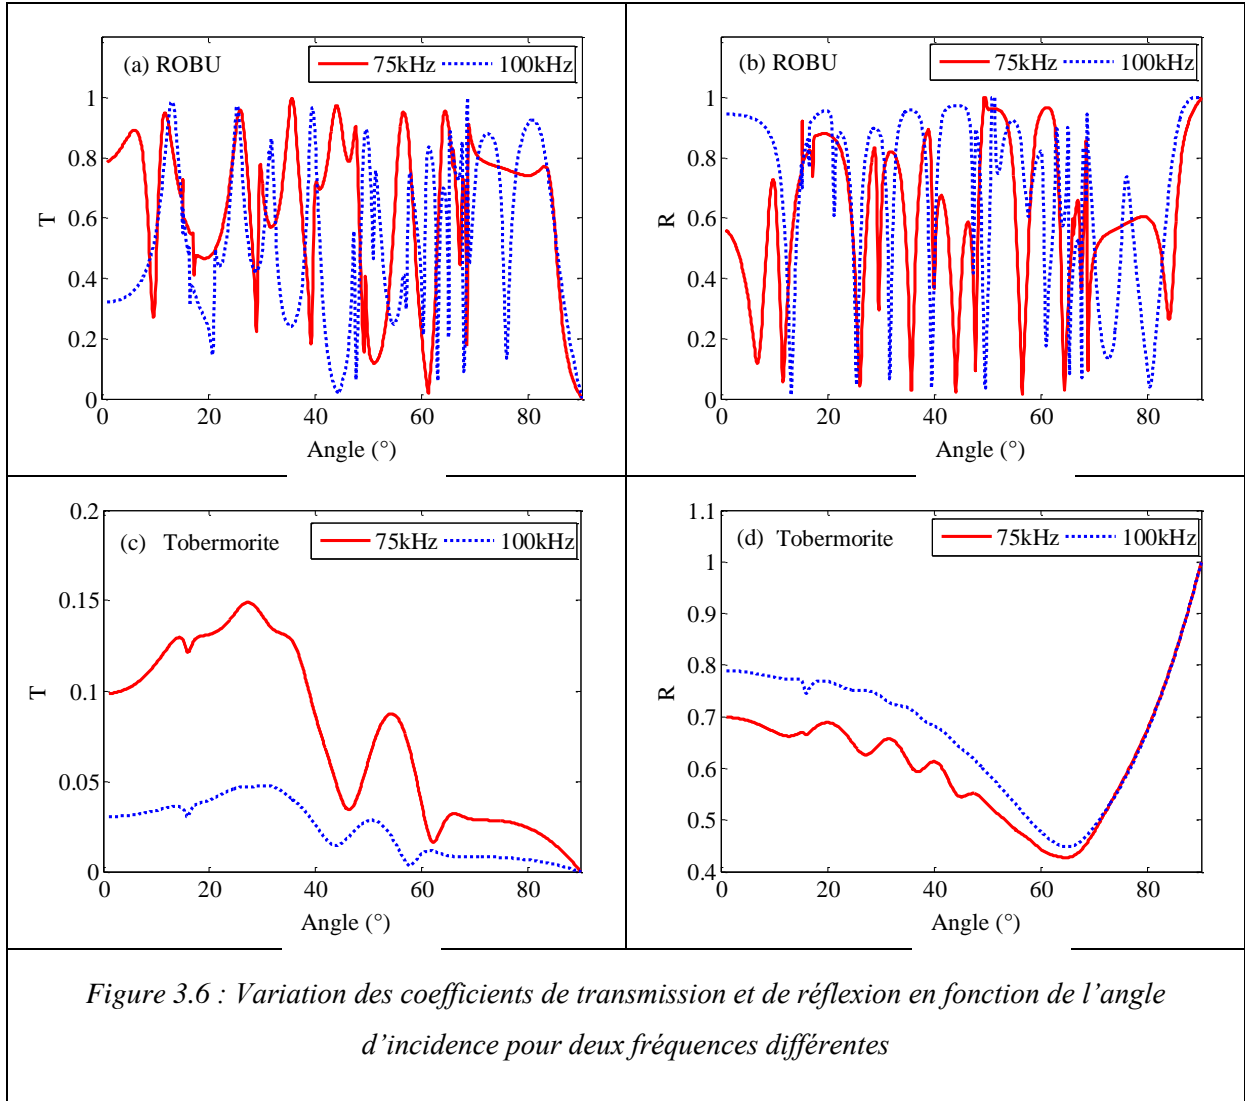 (a) ROBU
75kHz 100kHz
1
0.8
0.6
0.4
0.2
0
T
0 20 40 60 80
Angle (°)
(b) ROBU
75kHz 100kHz
1
0.8
0.6
0.4
0.2
0
R
0 20 40 60 80
Angle (°)
(c) Tobermorite
75kHz 100kHz
0.2
0.15
0.1
0.05
0
T
0 20 40 60 80
Angle (°)
(d) Tobermorite
75kHz 100kHz
1.1
1
0.9
0.8
0.7
0.6
0.5
0.4
R
0 20 40 60 80
Angle (°)
Figure 3.6 : Variation des coefficients de transmission et de réflexion en fonction de l’angle
d’incidence pour deux fréquences différentes